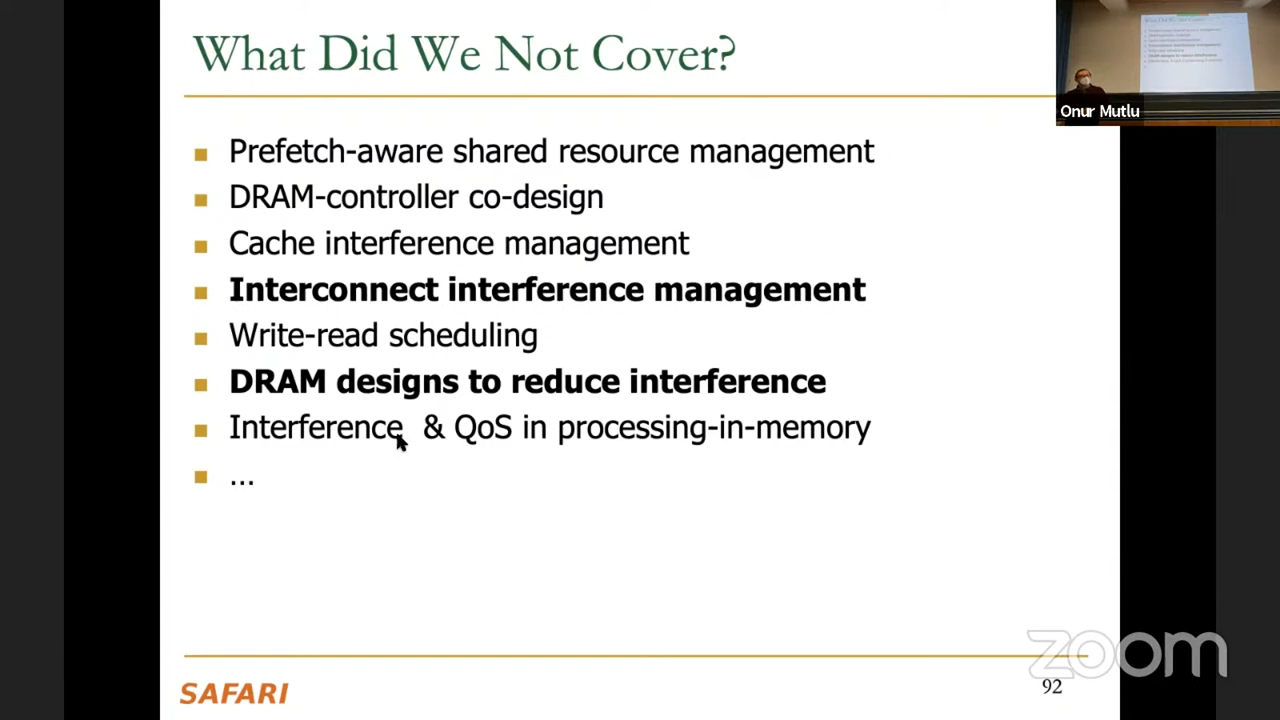 What Did We Not Cover?
Onur Mutlu
■ Prefetch-aware shared resource management
■ DRAM-controller co-design
■ Cache interference management
■ Interconnect interference management
■ Write-read scheduling
■ DRAM designs to reduce interference
■ Interference & QoS in processing-in-memory
■ ...
zoom
SAFARI
92